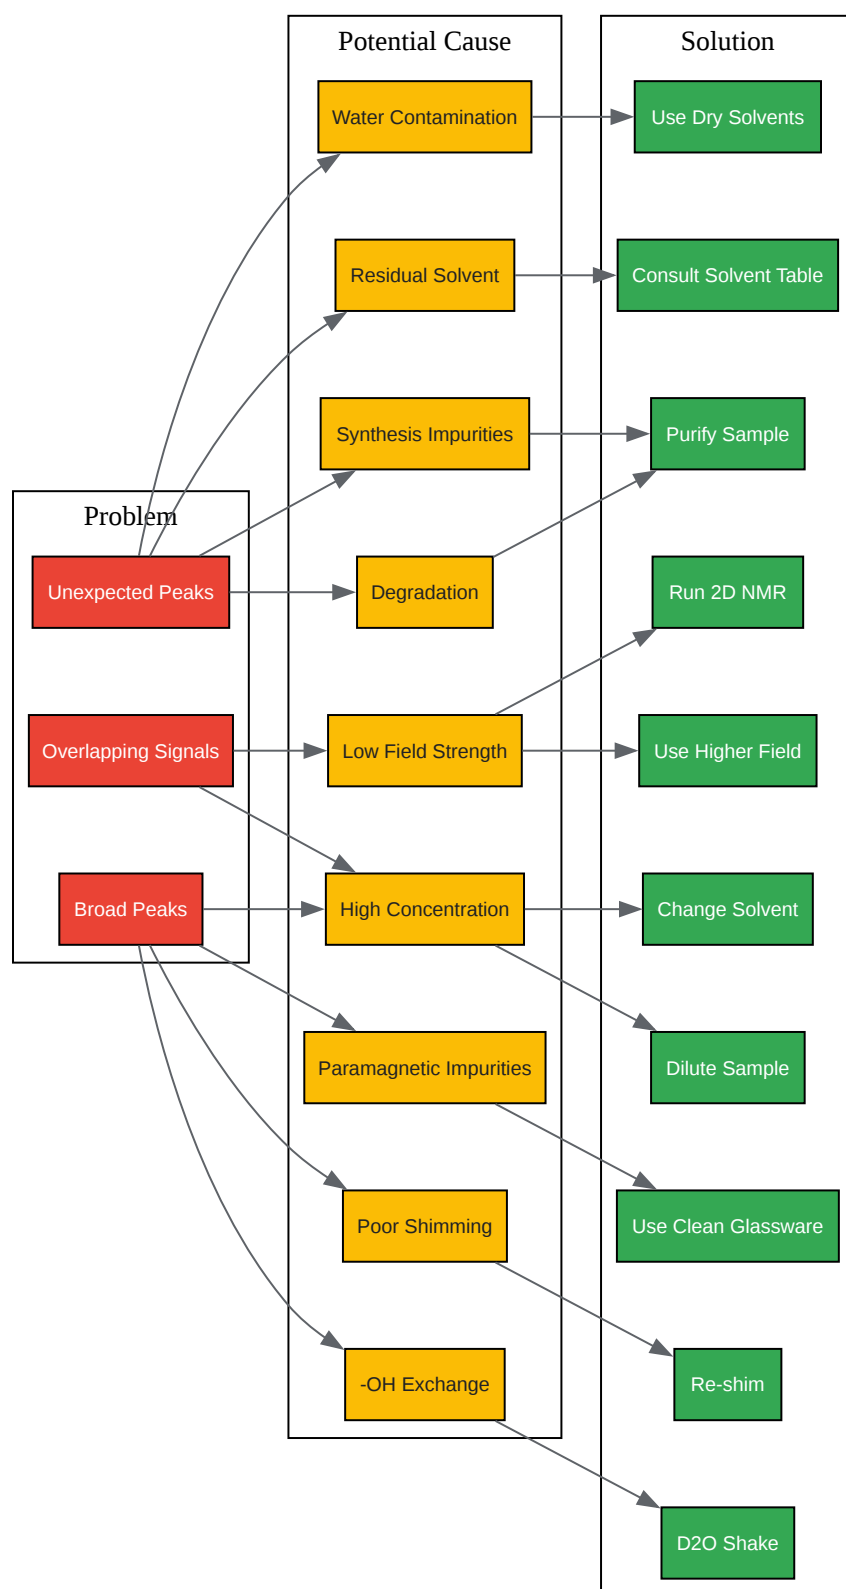 Problem
Unexpected Peaks
Overlapping Signals
Broad Peaks
Potential Cause
Water Contamination
Residual Solvent
Synthesis Impurities
Degradation
Low Field Strength
High Concentration
Paramagnetic Impurities
Poor Shimming
-OH Exchange
Solution
Use Dry Solvents
Consult Solvent Table
Purify Sample
Run 2D NMR
Use Higher Field
Change Solvent
Dilute Sample
Use Clean Glassware
Re-shim
D2O Shake